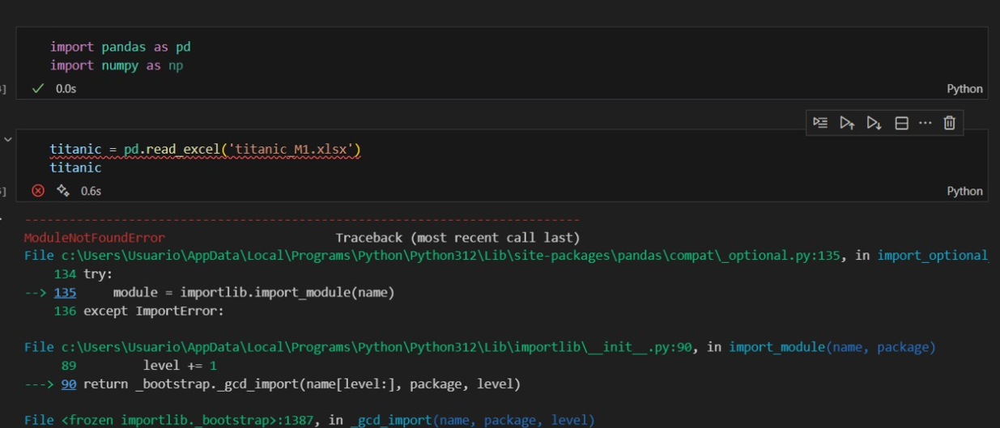 import pandas as pd
import numpy as np
0.0s
Python
titanic = pd.read_excel('titanic_M1.xlsx')
titanic
0.6s
Python
---------------------------------------------------------------------------
ModuleNotFoundError                       Traceback (most recent call last)
File c:\Users\Usuario\AppData\Local\Programs\Python\Python312\Lib\site-packages\pandas\compat\_optional.py:135, in import_optional_
    134 try:
--> 135     module = importlib.import_module(name)
    136 except ImportError:
File c:\Users\Usuario\AppData\Local\Programs\Python\Python312\Lib\importlib\__init__.py:90, in import_module(name, package)
     89         level += 1
---> 90 return _bootstrap._gcd_import(name[level:], package, level)
File <frozen importlib._bootstrap>:1387, in _gcd_import(name, package, level)